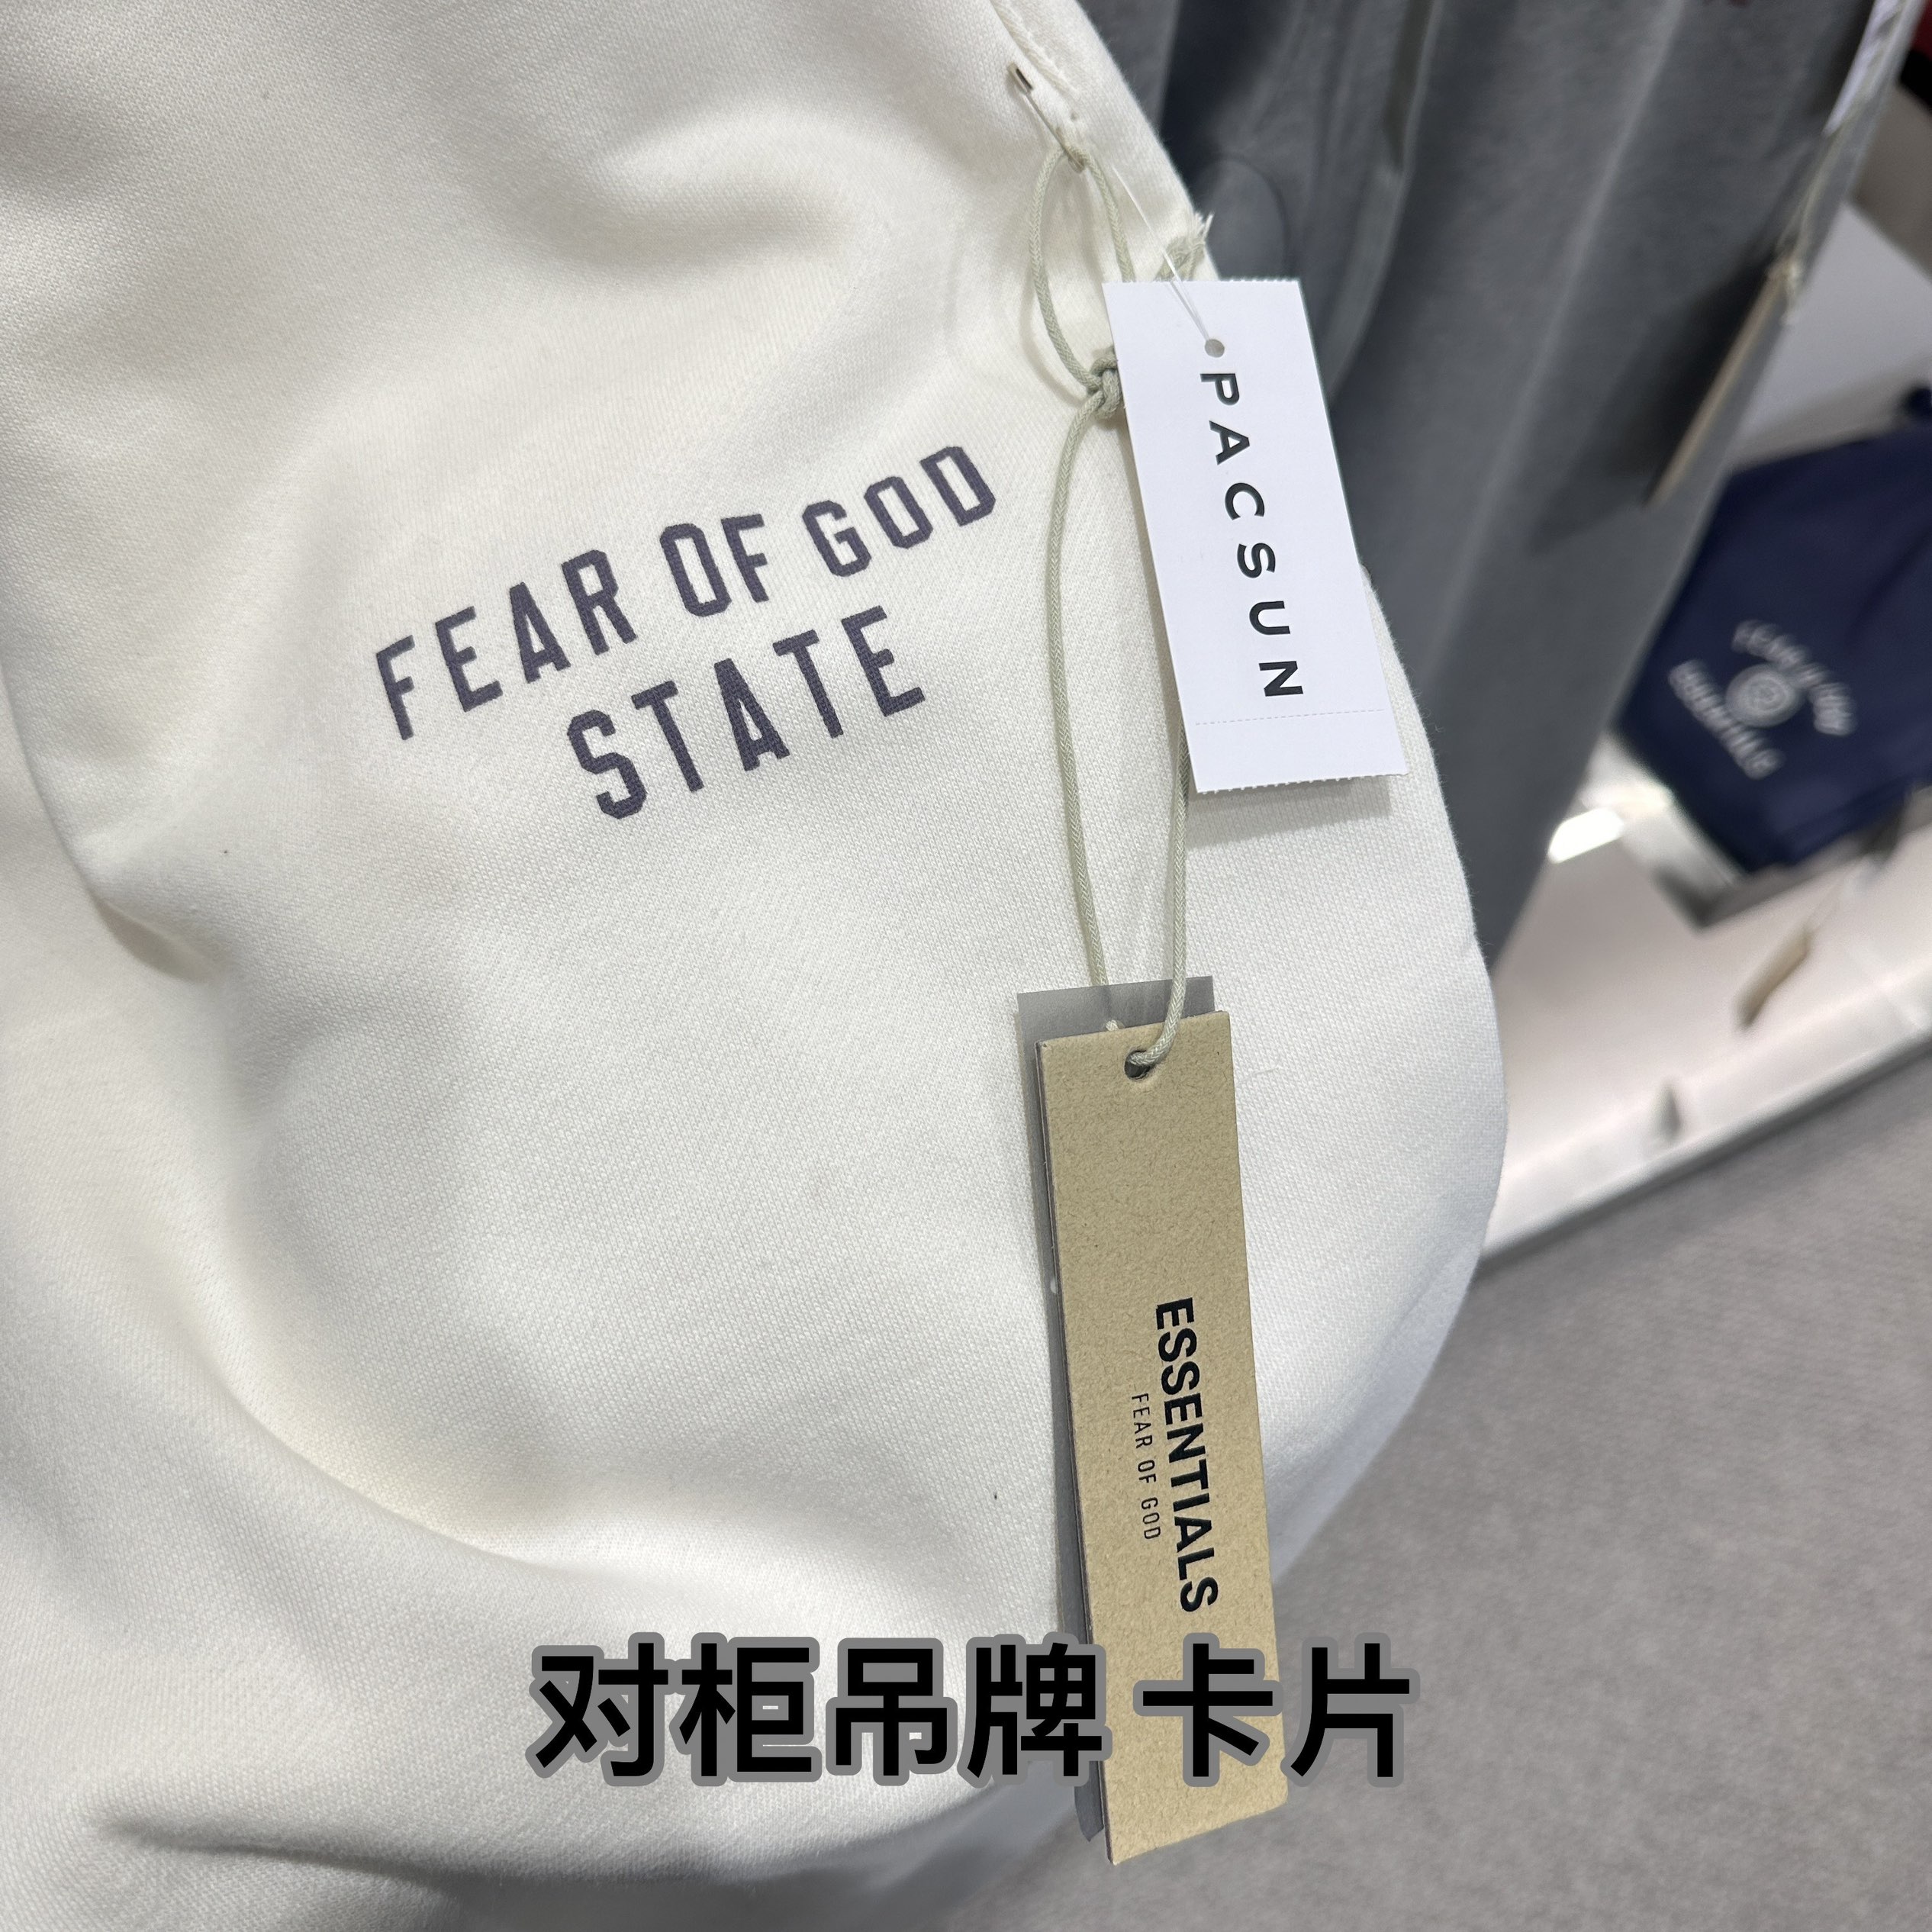 FEAR OF GOD
STATE
PACSUN
ESSENTIALS
FEAR OF GOD
对柜吊牌 卡片